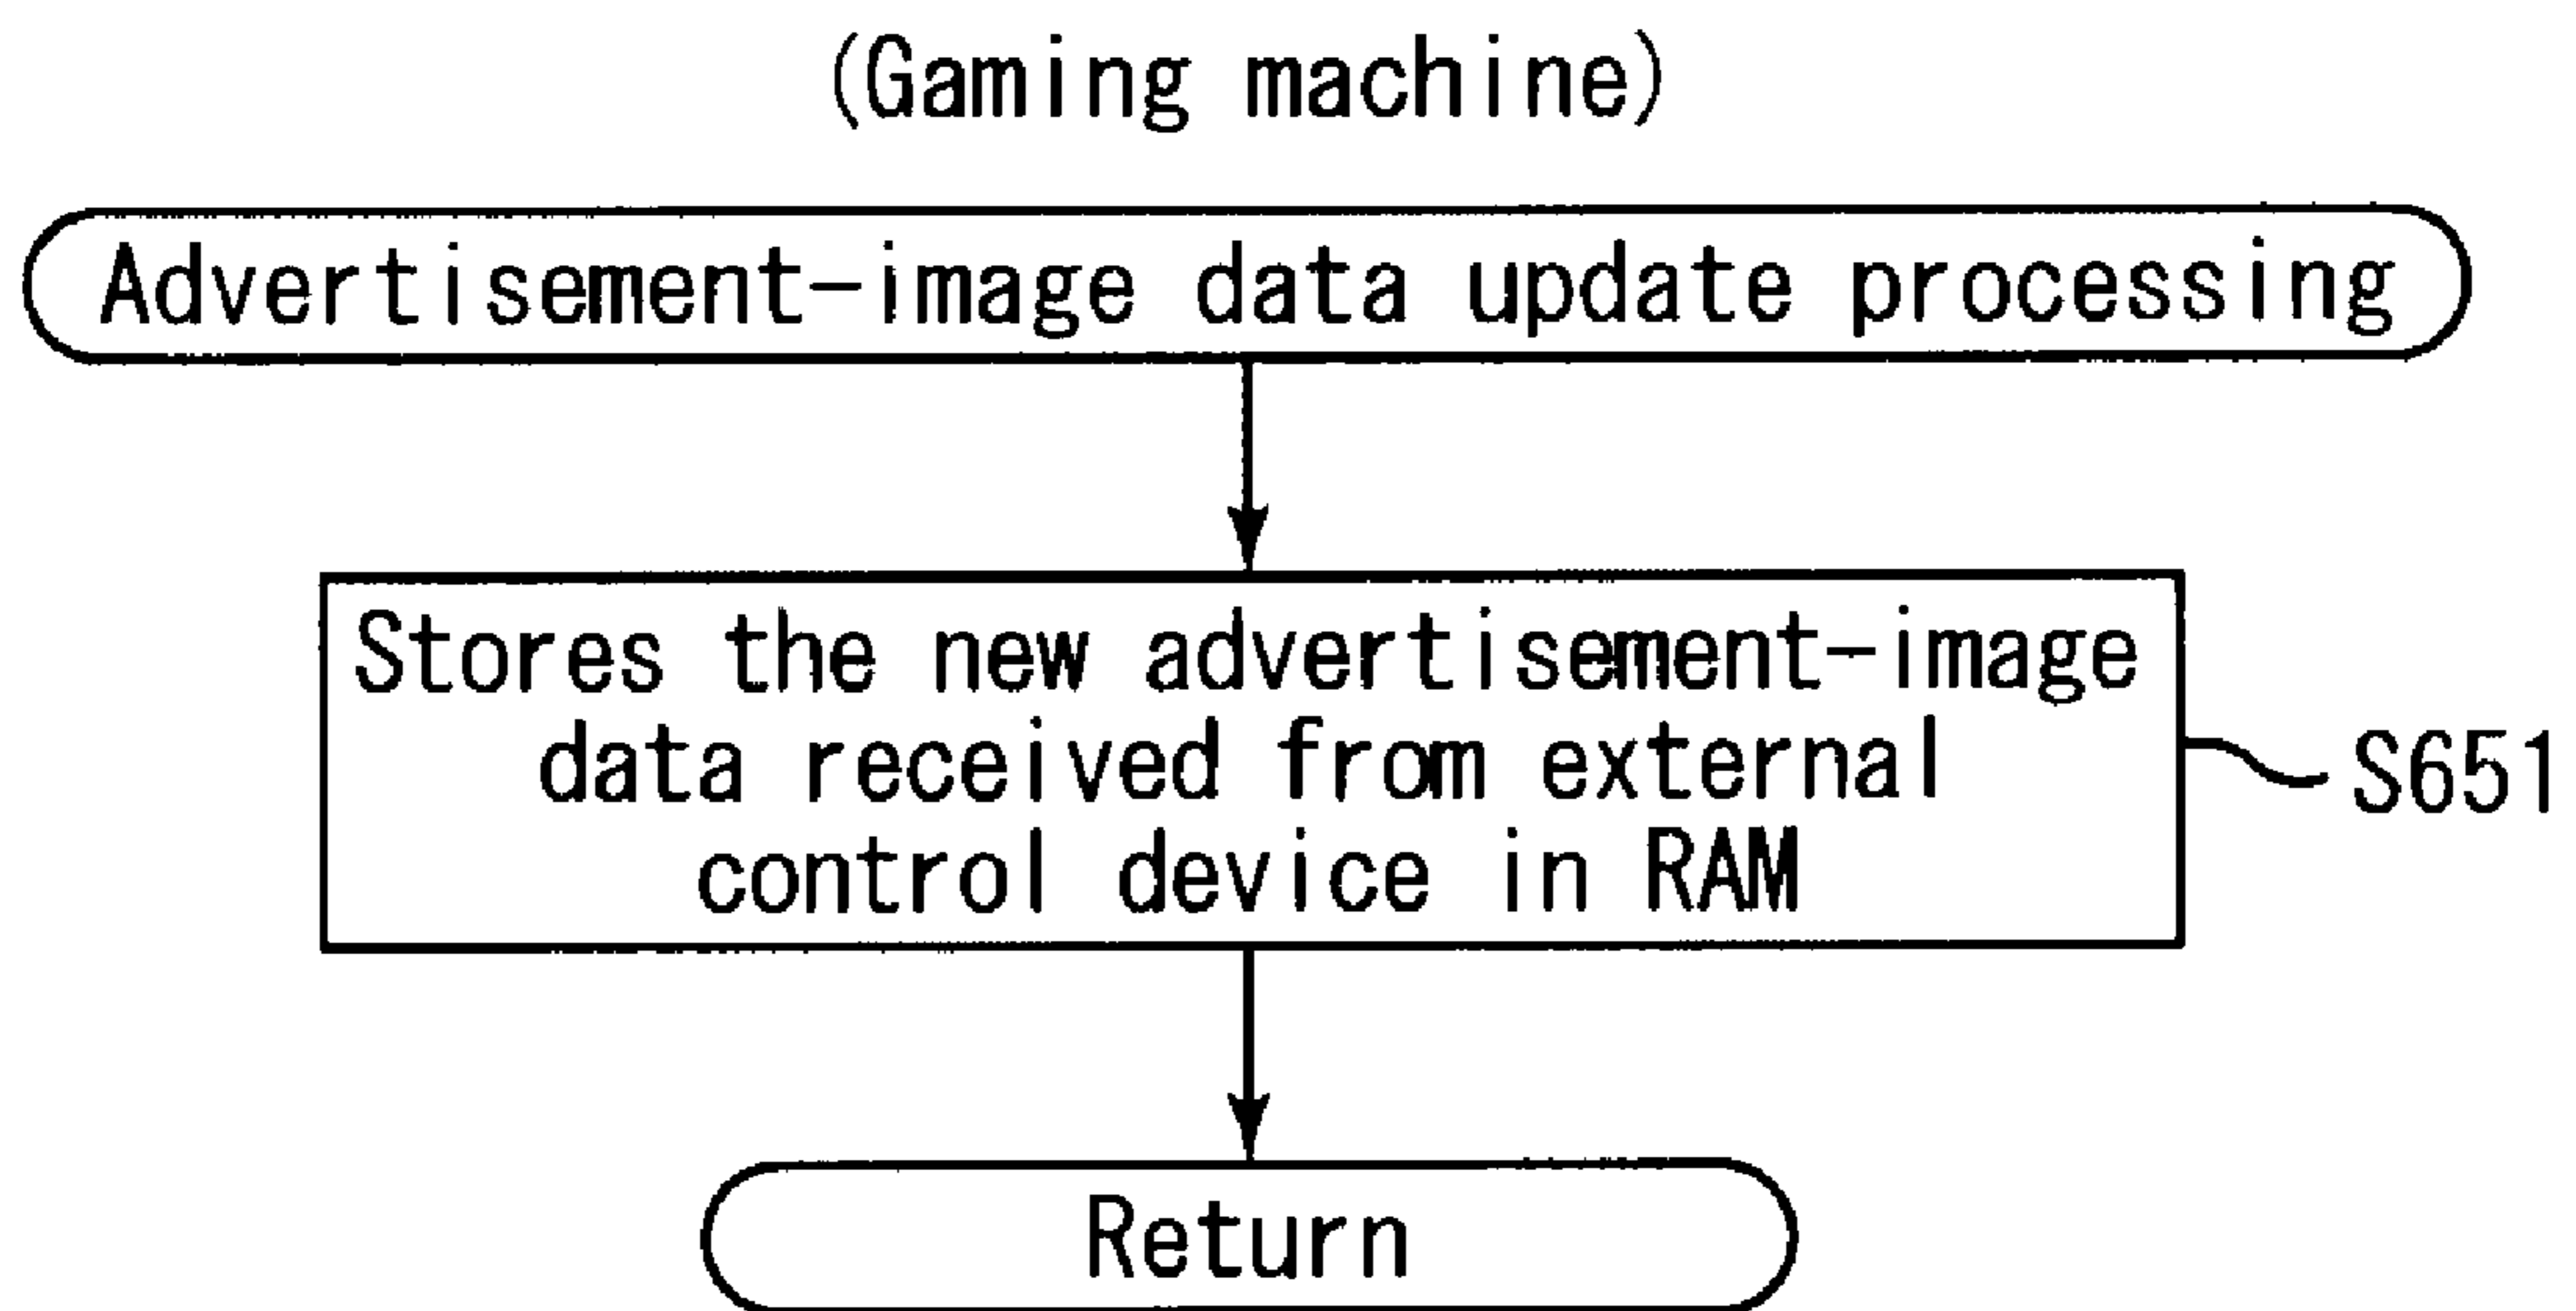 (Gaming machine)
Advertisement-image data update processing
Stores the new advertisement-image
data received from external
control device in RAM
S651
Return